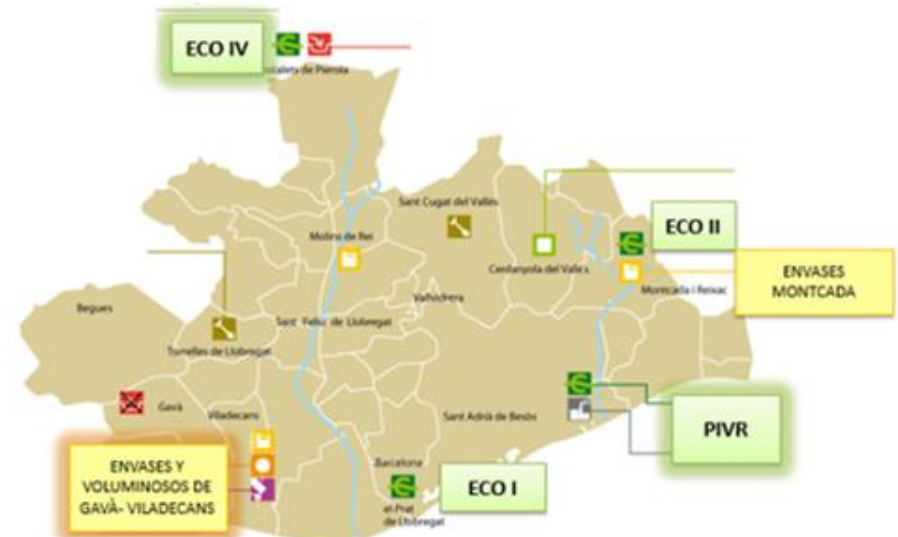 ECO IV
Sant Cugat del Vallès
ECO II
Molins de Rei
Cerdanyola del Vallès
ENVASES
MONTCADA
Montcada i Reixac
Vallvidrera
Begues
Sant Feliu de Llobregat
Torrelles de Llobregat
Gavà
Viladecans
Sant Adrià de Besòs
PIVR
ENVASES Y
VOLUMINOSOS DE
GAVÀ- VILADECANS
Barcelona
ECO I
el Prat
de Llobregat